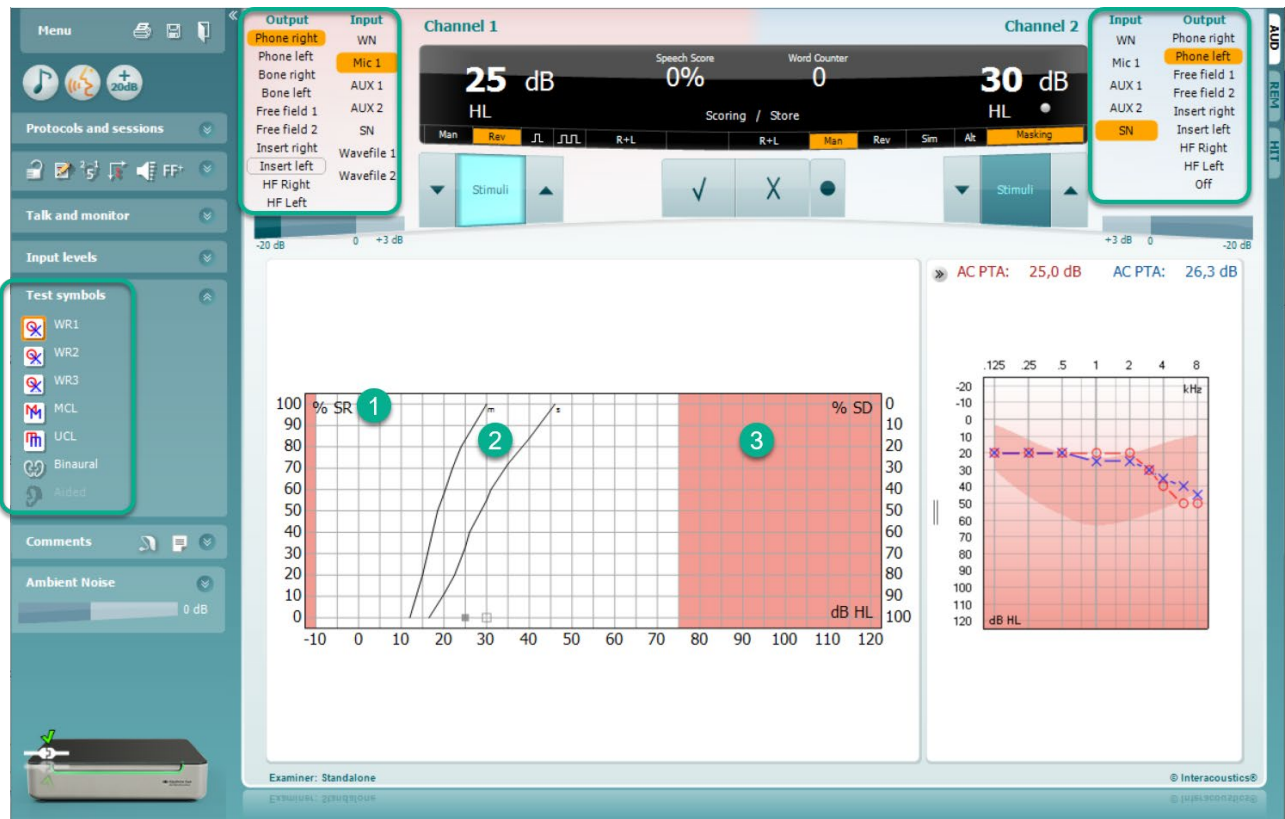 Menu
+
20dB
Protocols and sessions
FF+
Talk and monitor
Input levels
Test symbols
WR1
WR2
WR3
MCL
UCL
Binaural
Aided
Comments
Ambient Noise
0 dB
Output Input
Phone right WN
Phone left Mic 1
Bone right AUX 1
Bone left AUX 2
Free field 1 SN
Free field 2 Wavefile 1
Insert right Wavefile 2
Insert left
HF Right
HF Left
-20 dB 0 +3 dB
Channel 1 Channel 2
Speech Score Word Counter
25 dB 0% 0 30 dB
HL Scoring / Store HL
Man Rev R+L R+L Man Rev Sim Alt Masking
Stimuli Stimuli
Input Output
WN Phone right
Mic 1 Phone left
AUX 1 Free field 1
AUX 2 Free field 2
SN Insert right
Insert left
HF Right
HF Left
Off
+3 dB 0 -20 dB
AUD
REM
HIT
100 % SR 1 m s % SD 0
90 10
80 2 3 20
70 30
60 40
50 50
40 60
30 70
20 80
10 90
0 dB HL 100
-10 0 10 20 30 40 50 60 70 80 90 100 110 120
AC PTA: 25,0 dB AC PTA: 26,3 dB
.125 .25 .5 1 2 4 8
kHz
-20
-10
0
10
20
30
40
50
60
70
80
90
100
110
120
dB HL
Examiner: Standalone © Interacoustics®